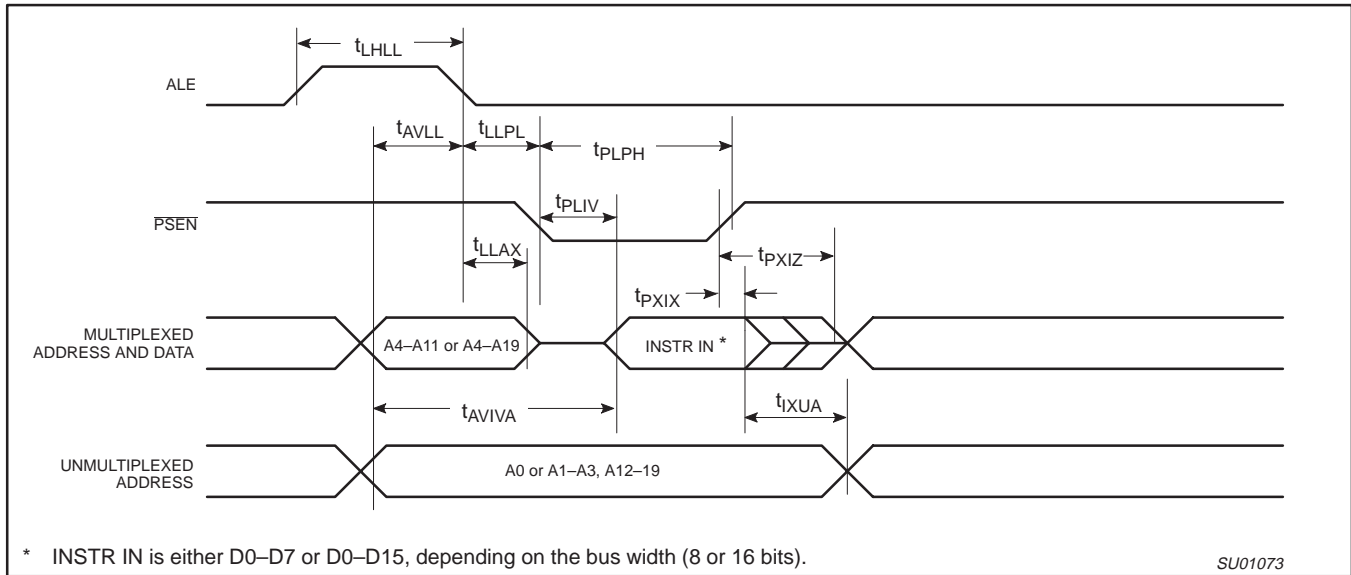 tLHLL
ALE
tAVLL
tLLPL
tPLPH
PSEN
tPLIV
tLLAX
tPXIZ
tPXIX
MULTIPLEXED
ADDRESS AND DATA
A4–A11 or A4–A19
INSTR IN *
tAVIVA
tIXUA
UNMULTIPLEXED
ADDRESS
A0 or A1–A3, A12–19
* INSTR IN is either D0–D7 or D0–D15, depending on the bus width (8 or 16 bits).
SU01073